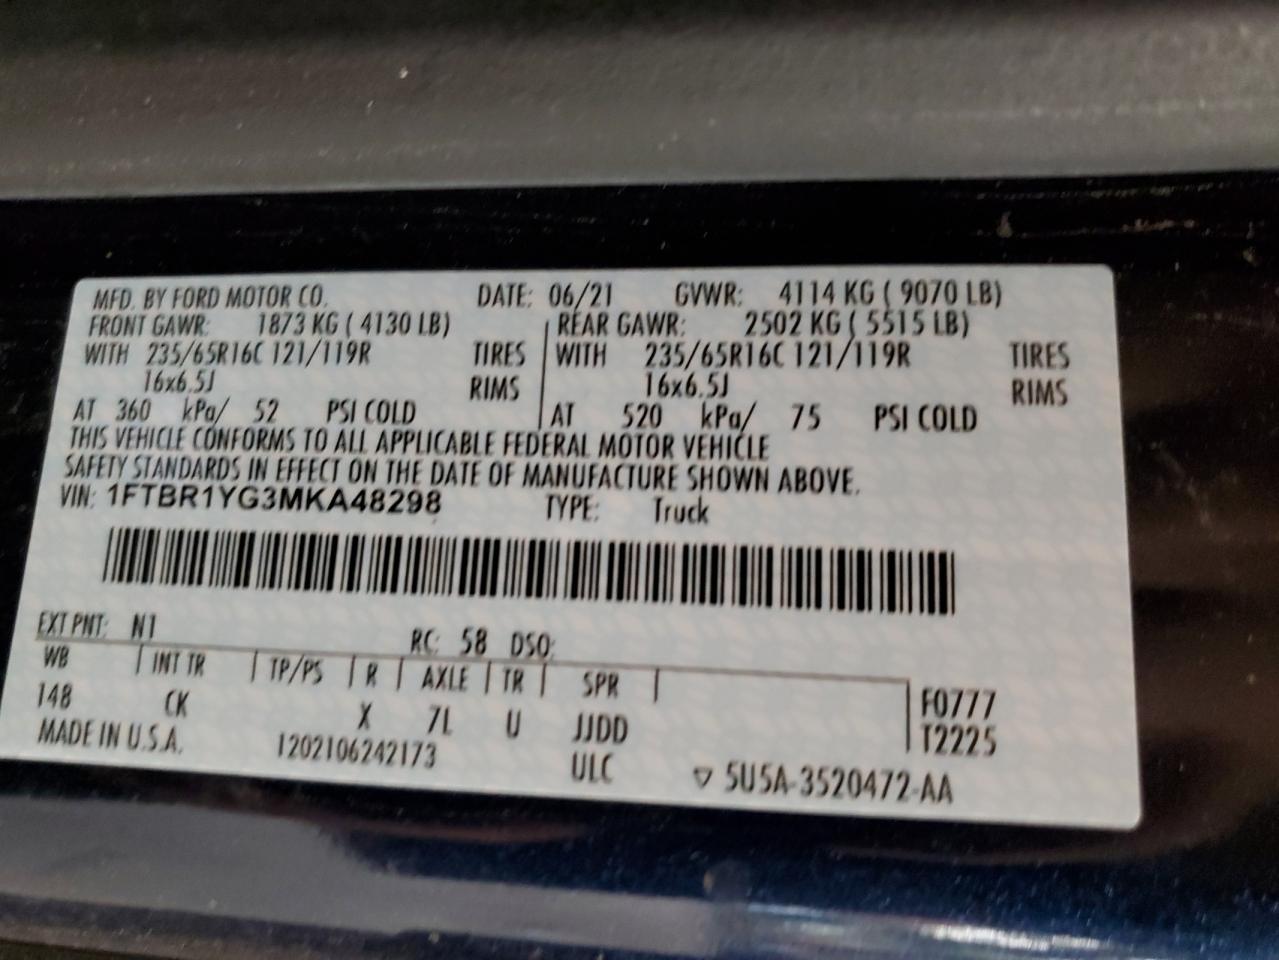 MFD. BY FORD MOTOR CO. DATE: 06/21 GVWR: 4114 KG ( 9070 LB)
FRONT GAWR: 1873 KG ( 4130 LB) REAR GAWR: 2502 KG ( 5515 LB)
WITH 235/65R16C 121/119R TIRES WITH 235/65R16C 121/119R TIRES
16x6.5J RIMS 16x6.5J RIMS
AT 360 kPa/ 52 PSI COLD AT 520 kPa/ 75 PSI COLD
THIS VEHICLE CONFORMS TO ALL APPLICABLE FEDERAL MOTOR VEHICLE
SAFETY STANDARDS IN EFFECT ON THE DATE OF MANUFACTURE SHOWN ABOVE.
VIN: 1FTBR1YG3MKA48298 TYPE: Truck
EXT PNT: N1 RC: 58 DSO:
WB INT TR TP/PS R AXLE TR SPR F0777
148 CK X 7L U JJDD T2225
MADE IN U.S.A. 1202106242173 ULC ▽ 5U5A-3520472-AA